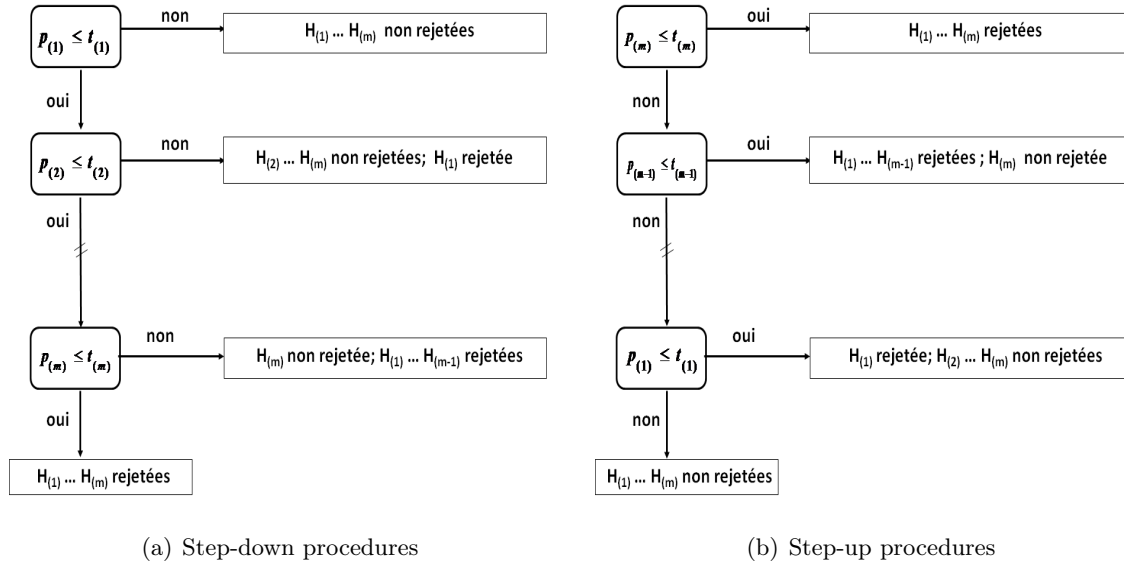 non
p(1) ≤ t(1)
H(1) ... H(m) non rejetées
oui
non
p(2) ≤ t(2)
H(2) ... H(m) non rejetées; H(1) rejetée
oui
non
p(m) ≤ t(m)
H(m) non rejetée; H(1) ... H(m-1) rejetées
oui
H(1) ... H(m) rejetées
(a) Step-down procedures
oui
p(m) ≤ t(m)
H(1) ... H(m) rejetées
non
oui
p(m-1) ≤ t(m-1)
H(1) ... H(m-1) rejetées ; H(m) non rejetée
non
oui
p(1) ≤ t(1)
H(1) rejetée; H(2) ... H(m) non rejetées
non
H(1) ... H(m) non rejetées
(b) Step-up procedures